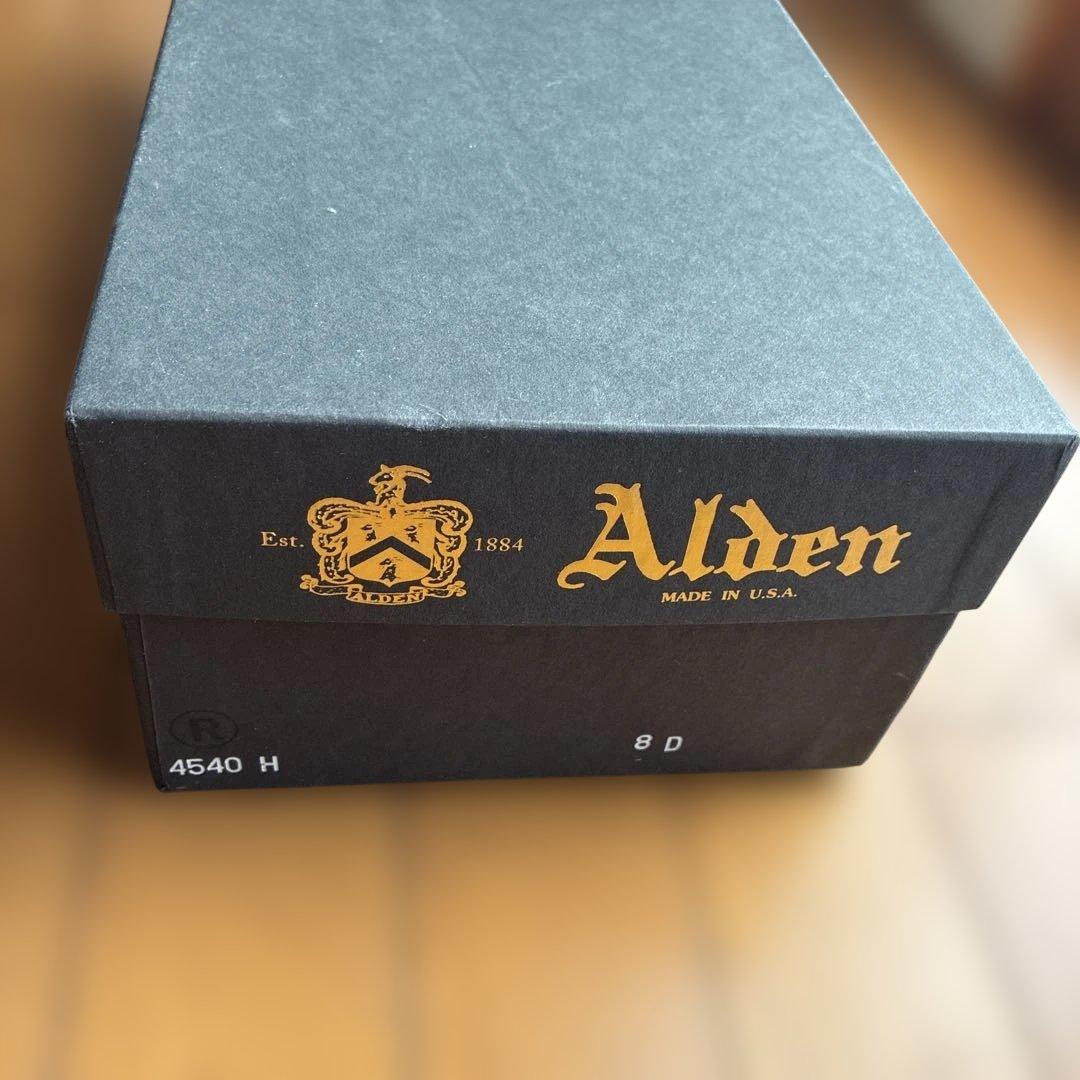 Est. 1884
ALDEN
Alden
MADE IN U.S.A.
R
4540 H
8 D